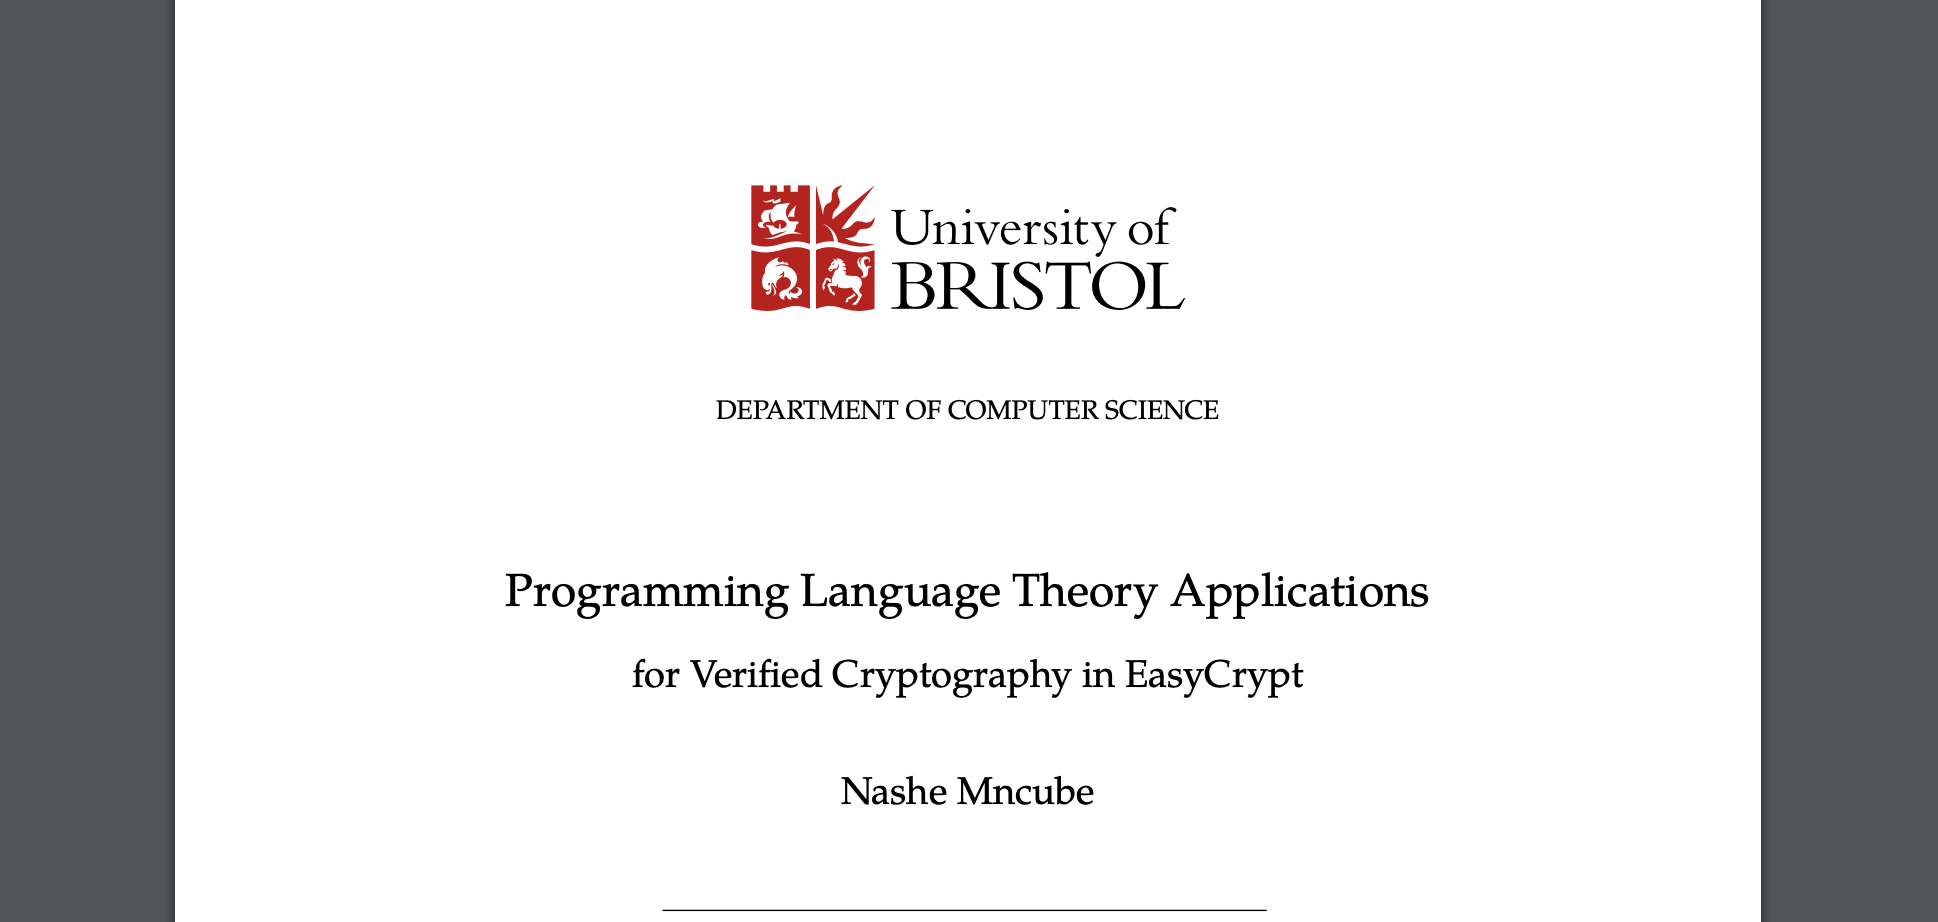 University of
BRISTOL
DEPARTMENT OF COMPUTER SCIENCE
Programming Language Theory Applications
for Verified Cryptography in EasyCrypt
Nashe Mncube